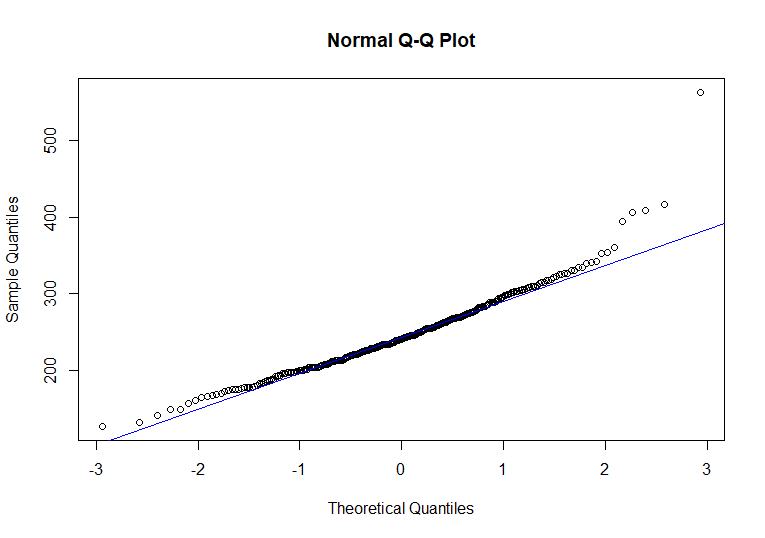 Normal Q-Q Plot
Sample Quantiles
500
400
300
200
-3 -2 -1 0 1 2 3
Theoretical Quantiles